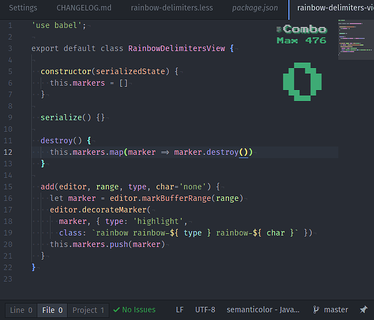 Settings CHANGELOG.md rainbow-delimiters.less package.json rainbow-delimiters-vi
1 'use babel';
2
3 export default class RainbowDelimitersView {
4
5 constructor(serializedState) {
6 this.markers = []
7 }
8
9 serialize() {}
10
11 destroy() {
12 this.markers.map(marker => marker.destroy())
13 }
14
15 add(editor, range, type, char='none') {
16 let marker = editor.markBufferRange(range)
17 editor.decorateMarker(
18 marker, { type: 'highlight',
19 class: `rainbow rainbow-${ type } rainbow-${ char }` })
20 this.markers.push(marker)
21 }
22 }
23
Combo
Max 476
0
Line 0 File 0 Project 1 No Issues LF UTF-8 semanticolor - Java... master